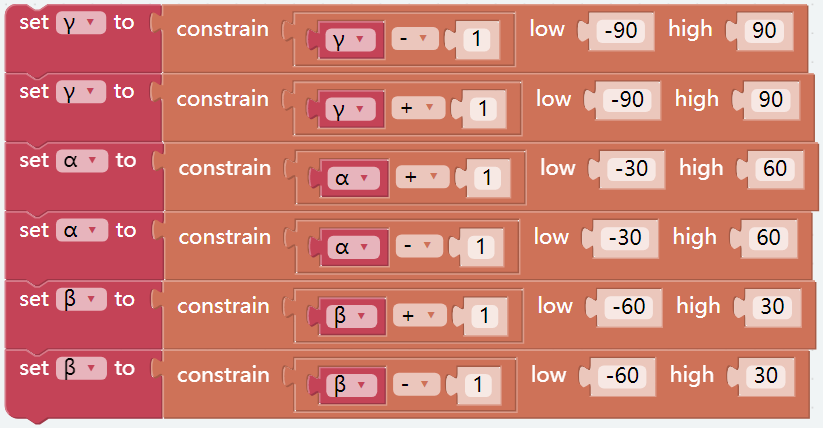 set γ to constrain γ - 1 low -90 high 90
set γ to constrain γ + 1 low -90 high 90
set α to constrain α + 1 low -30 high 60
set α to constrain α - 1 low -30 high 60
set β to constrain β + 1 low -60 high 30
set β to constrain β - 1 low -60 high 30